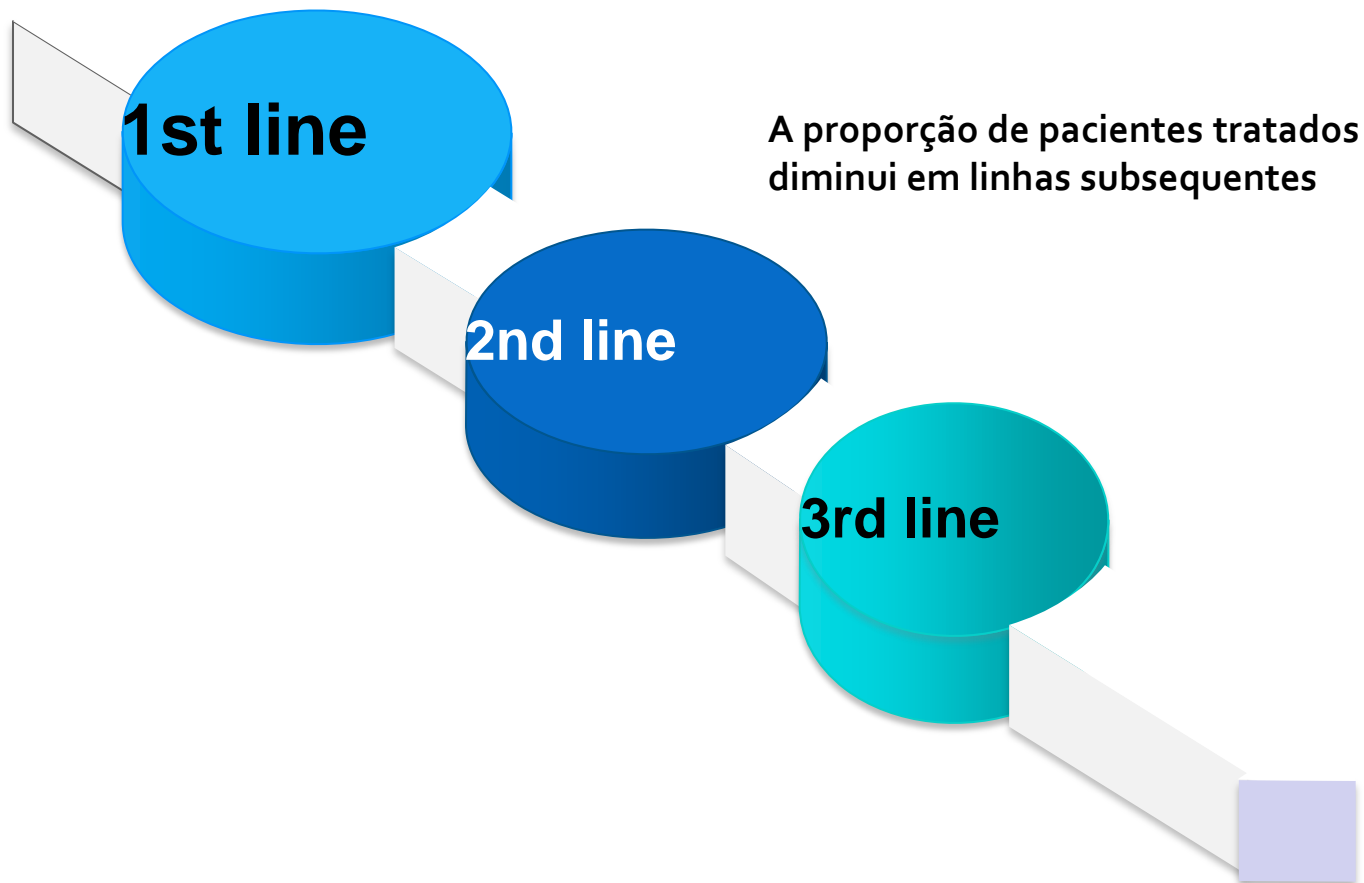 1st line
A proporção de pacientes tratados
diminui em linhas subsequentes
2nd line
3rd line